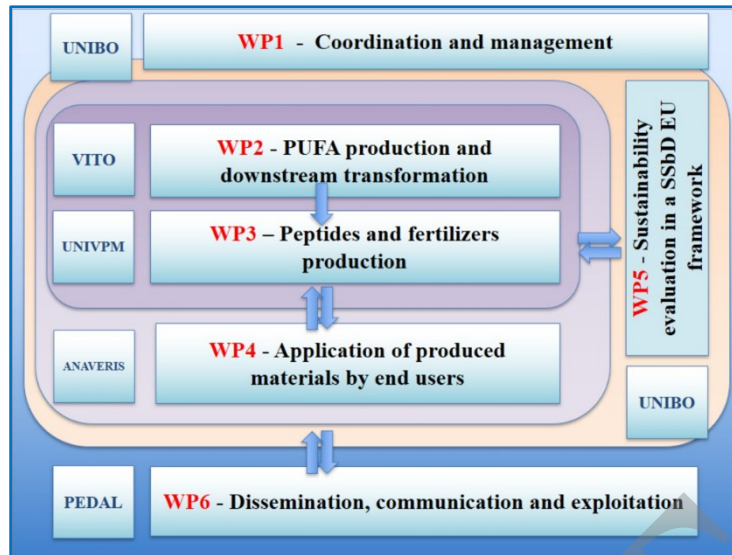 UNIBO
WP1 - Coordination and management
VITO
WP2 - PUFA production and
downstream transformation
UNIVPM
WP3 – Peptides and fertilizers
production
ANAVERIS
WP4 - Application of produced
materials by end users
WP5 - Sustainability
evaluation in a SSbD EU
framework
UNIBO
PEDAL
WP6 - Dissemination, communication and exploitation